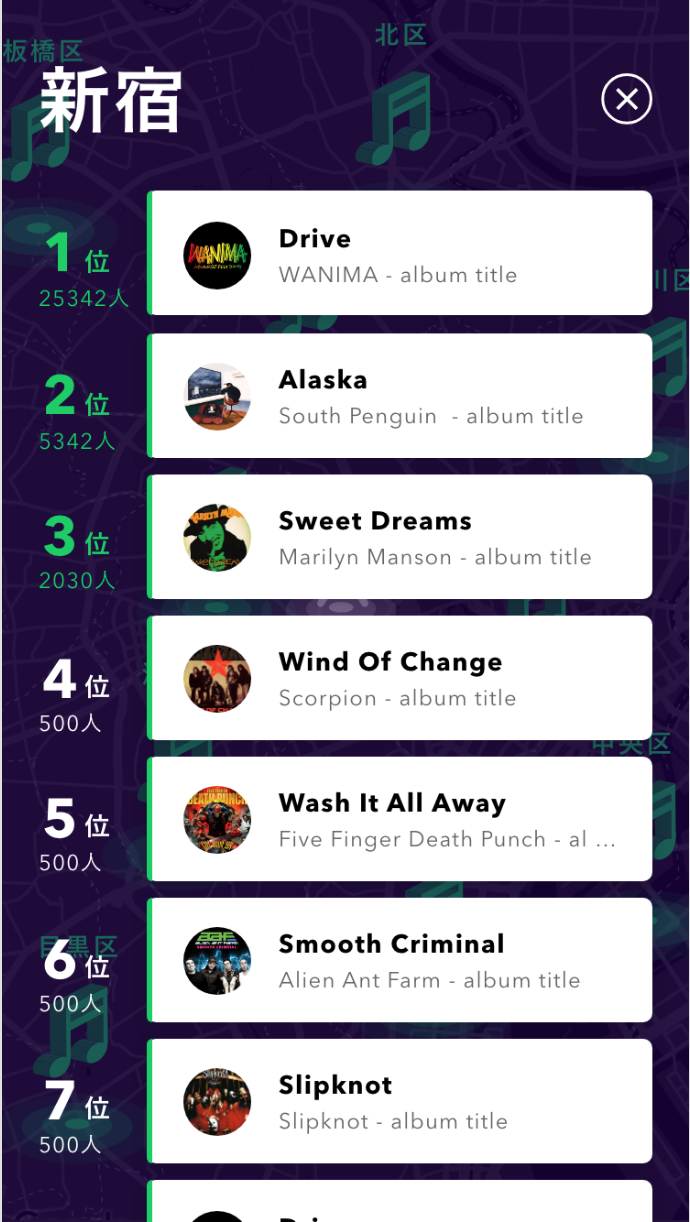 北区
板橋区
新宿
1位
25342人
WANIMA
Drive
WANIMA - album title
川区
2位
5342人
Alaska
South Penguin - album title
3位
2030人
Sweet Dreams
Marilyn Manson - album title
4位
500人
Wind Of Change
Scorpion - album title
中央区
5位
500人
DEATH PUNCH
Wash It All Away
Five Finger Death Punch - al ...
目黒区
6位
500人
Smooth Criminal
Alien Ant Farm - album title
7位
500人
Slipknot
Slipknot - album title